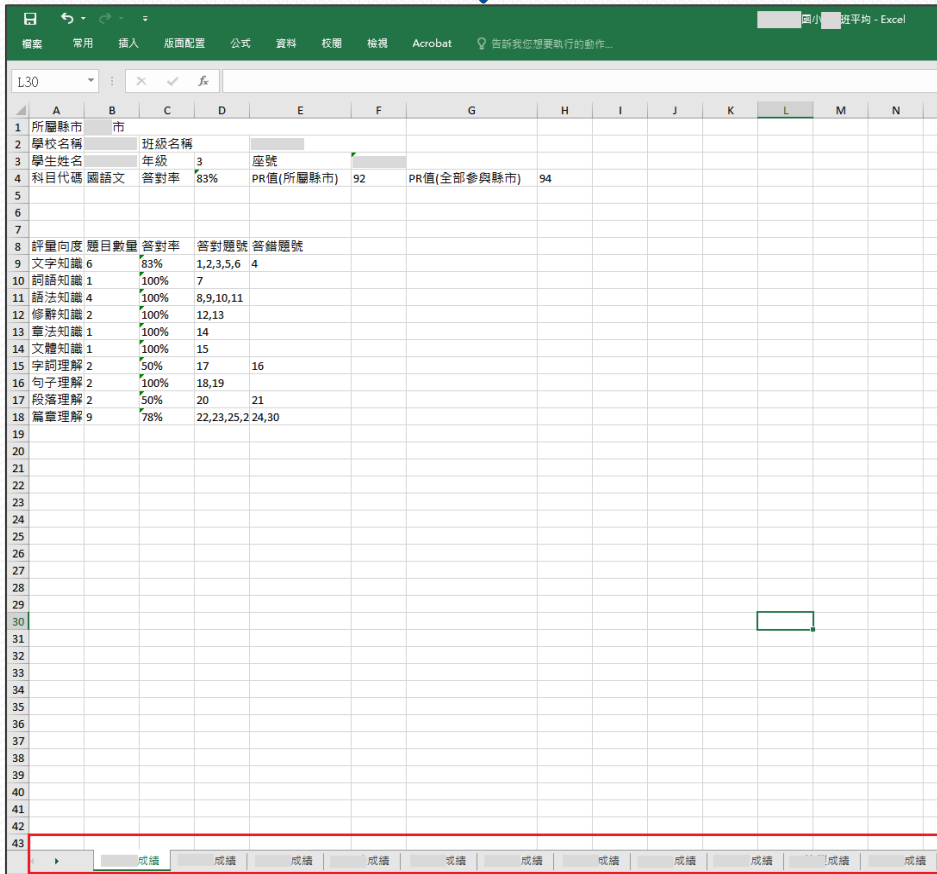 國小 班平均 - Excel
檔案 常用 插入 版面配置 公式 資料 校閱 檢視 Acrobat 告訴我您想要執行的動作...
L30 fx
A B C D E F G H I J K L M N
1 所屬縣市 市
2 學校名稱 班級名稱
3 學生姓名 年級 3 座號
4 科目代碼 國語文 答對率 83% PR值(所屬縣市) 92 PR值(全部參與縣市) 94
5
6
7
8 評量向度 題目數量 答對率 答對題號 答錯題號
9 文字知識 6 83% 1,2,3,5,6 4
10 詞語知識 1 100% 7
11 語法知識 4 100% 8,9,10,11
12 修辭知識 2 100% 12,13
13 章法知識 1 100% 14
14 文體知識 1 100% 15
15 字詞理解 2 50% 17 16
16 句子理解 2 100% 18,19
17 段落理解 2 50% 20 21
18 篇章理解 9 78% 22,23,25,2 24,30
19
20
21
22
23
24
25
26
27
28
29
30
31
32
33
34
35
36
37
38
39
40
41
42
43
成績 成績 成績 成績 成績 成績 成績 成績 成績 成績 成績